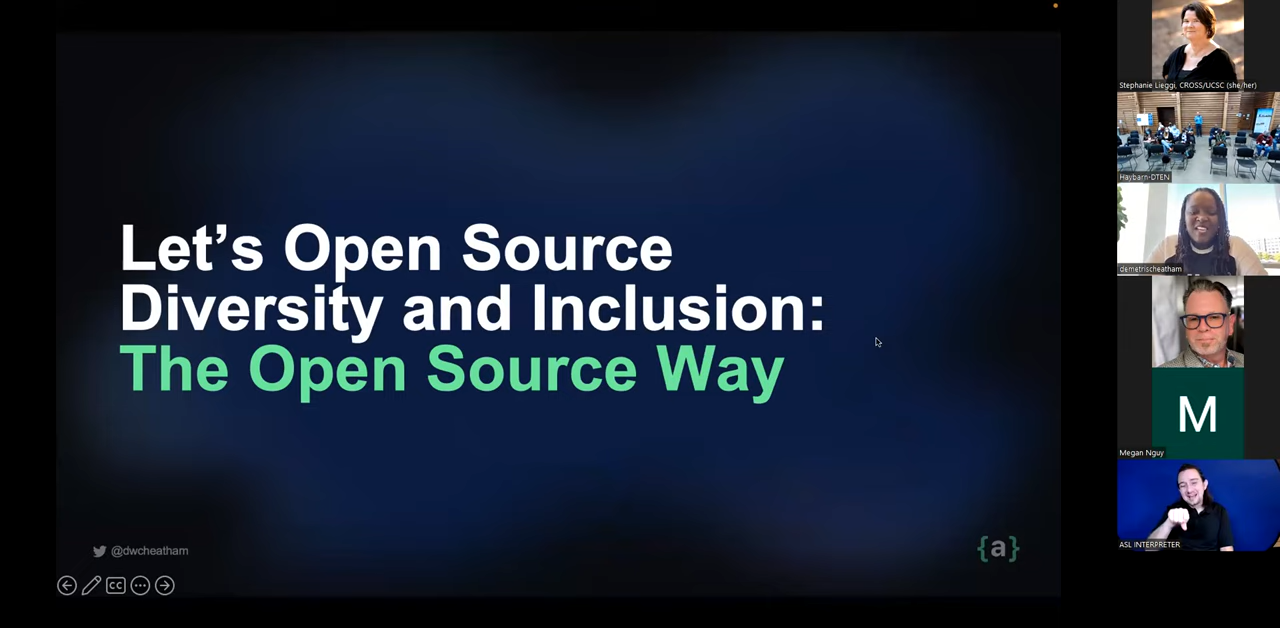 Let’s Open Source
Diversity and Inclusion:
The Open Source Way
@dwcheatham
{a}
CC
Stephanie Lieggi, CROSS/UCSC (she/her)
Haybarn-DTEN
demetrischeatham
M
Megan Nguy
ASL INTERPRETER